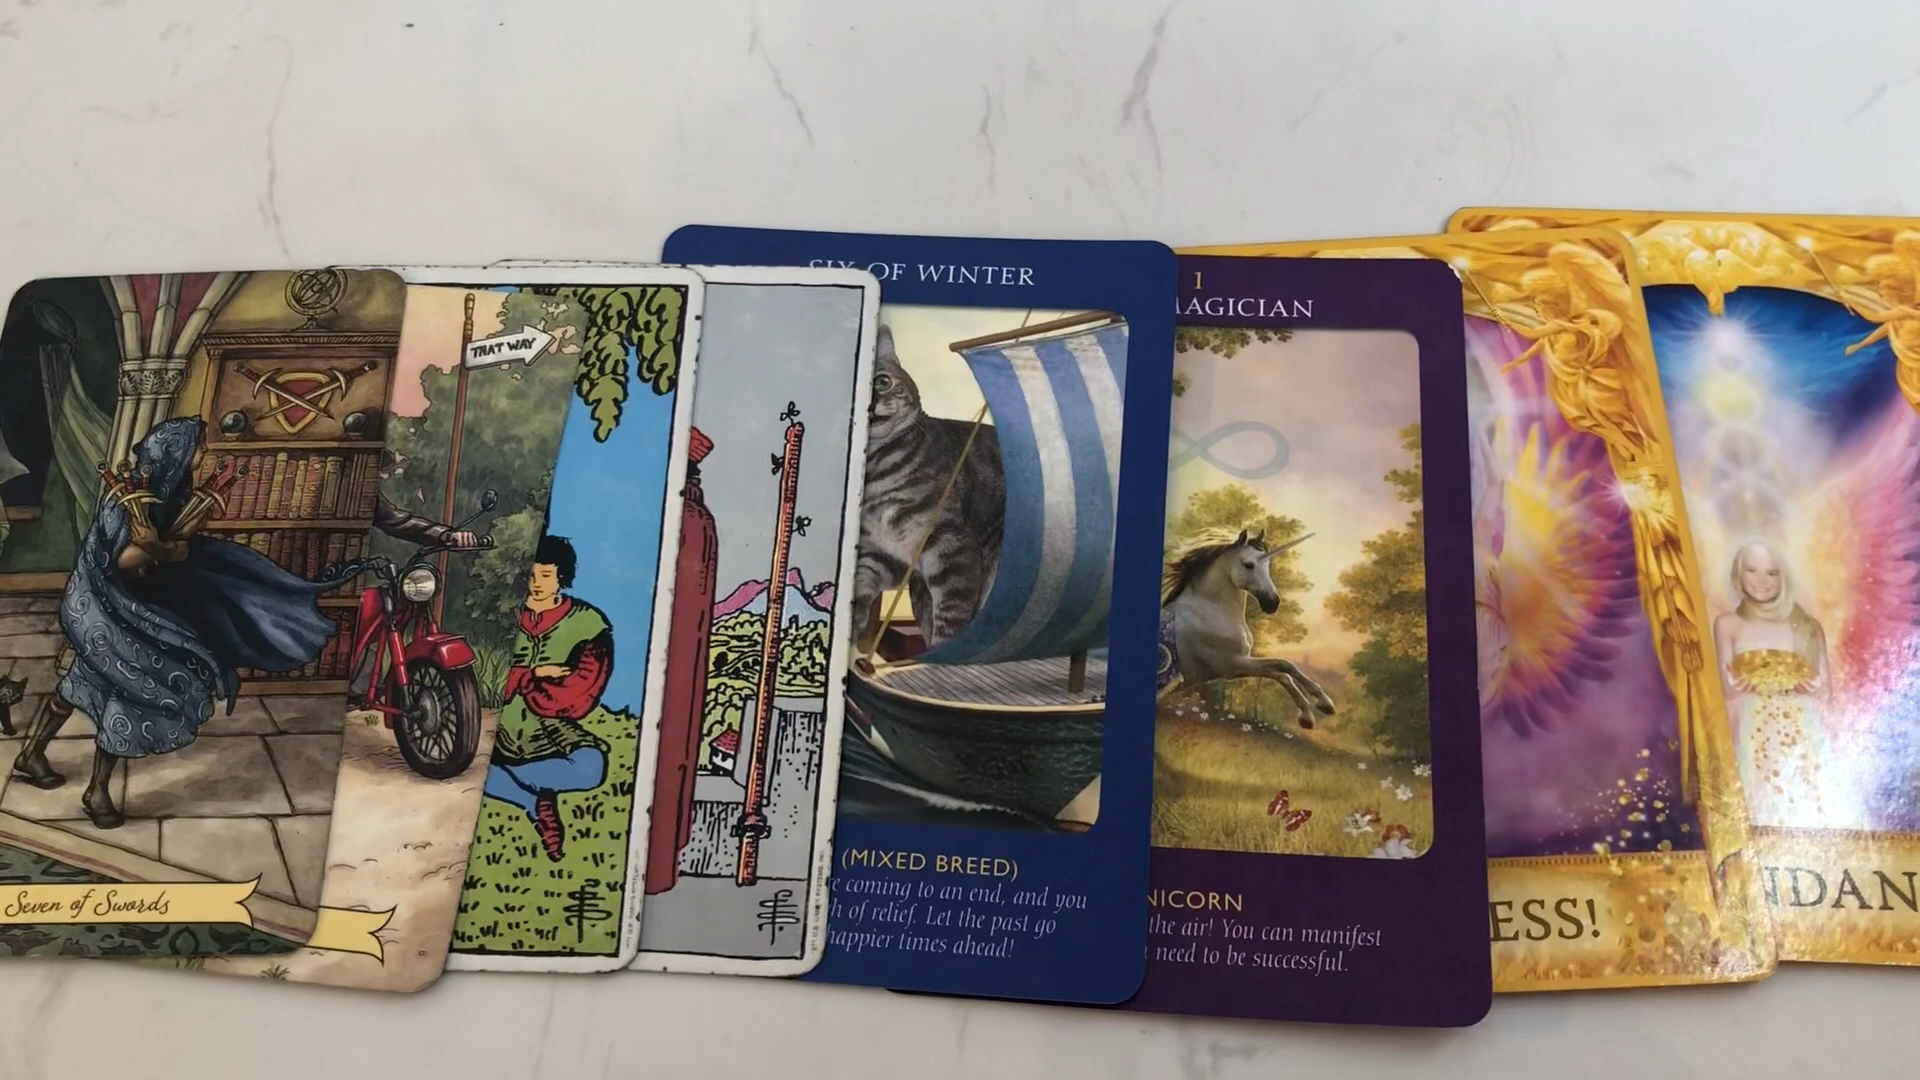 Seven of Swords
THAT WAY
SIX OF WINTER
(MIXED BREED)
re coming to an end, and you
h of relief. Let the past go
happier times ahead!
1
MAGICIAN
NICORN
the air! You can manifest
need to be successful.
ESS!
NDAN